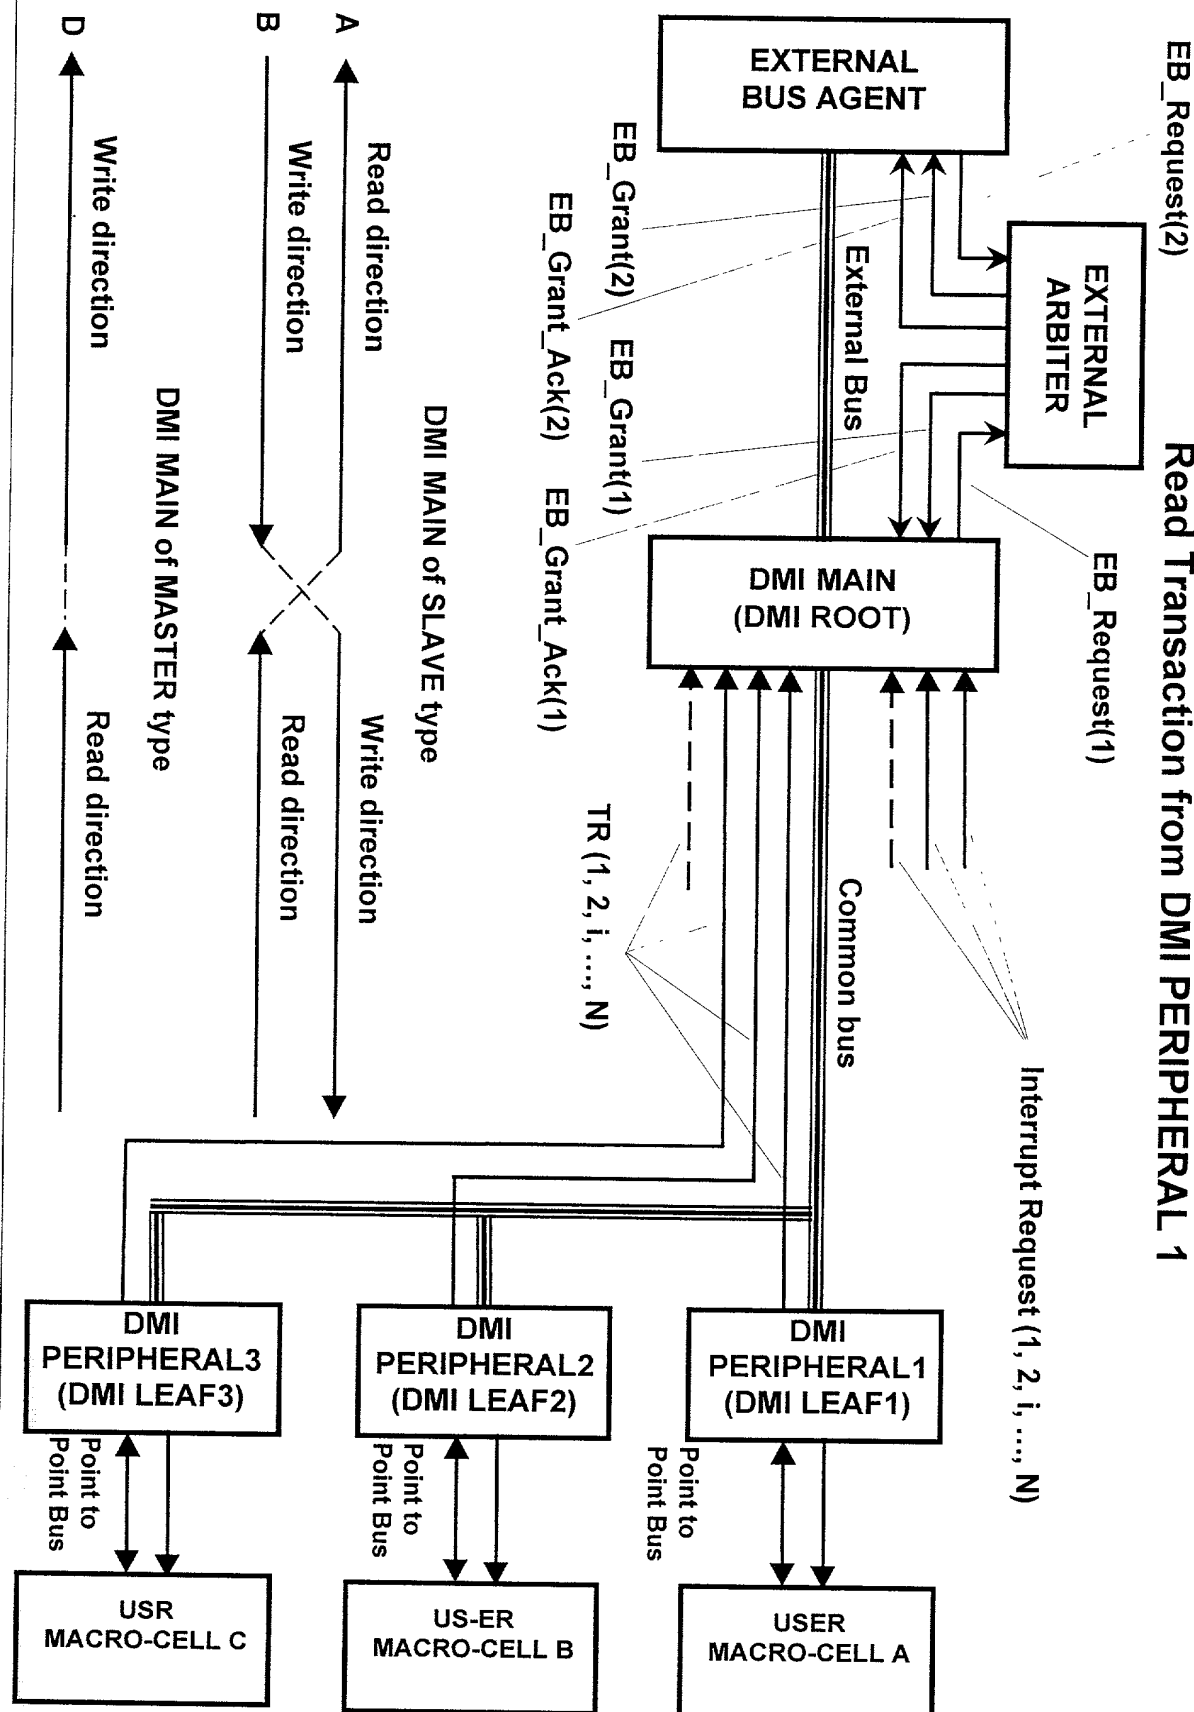 Read Transaction from DMI PERIPHERAL 1
EB_Request(2)
EXTERNAL
BUS AGENT
EXTERNAL
ARBITER
EB_Grant(2)
EB_Grant_Ack(2)
External Bus
EB_Grant(1)
EB_Grant_Ack(1)
EB_Request(1)
DMI MAIN
(DMI ROOT)
Interrupt Request (1, 2, i, ..., N)
TR (1, 2, i, ..., N)
Common bus
DMI
PERIPHERAL1
(DMI LEAF1)
DMI
PERIPHERAL2
(DMI LEAF2)
DMI
PERIPHERAL3
(DMI LEAF3)
Point to
Point Bus
Point to
Point Bus
Point to
Point Bus
USER
MACRO-CELL A
US-ER
MACRO-CELL B
USR
MACRO-CELL C
DMI MAIN of SLAVE type
A
Read direction
Write direction
B
Write direction
Read direction
DMI MAIN of MASTER type
D
Write direction
Read direction